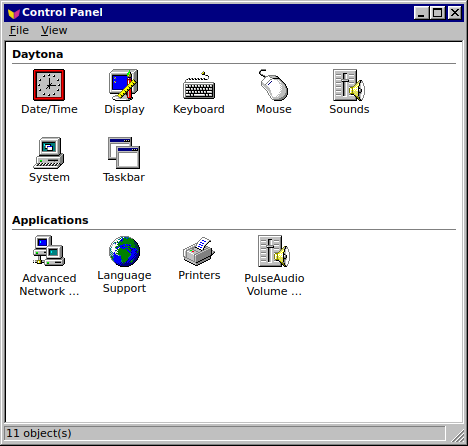 Control Panel
File View
Daytona
Date/Time Display Keyboard Mouse Sounds
System Taskbar
Applications
Advanced Network ... Language Support Printers PulseAudio Volume ...
11 object(s)